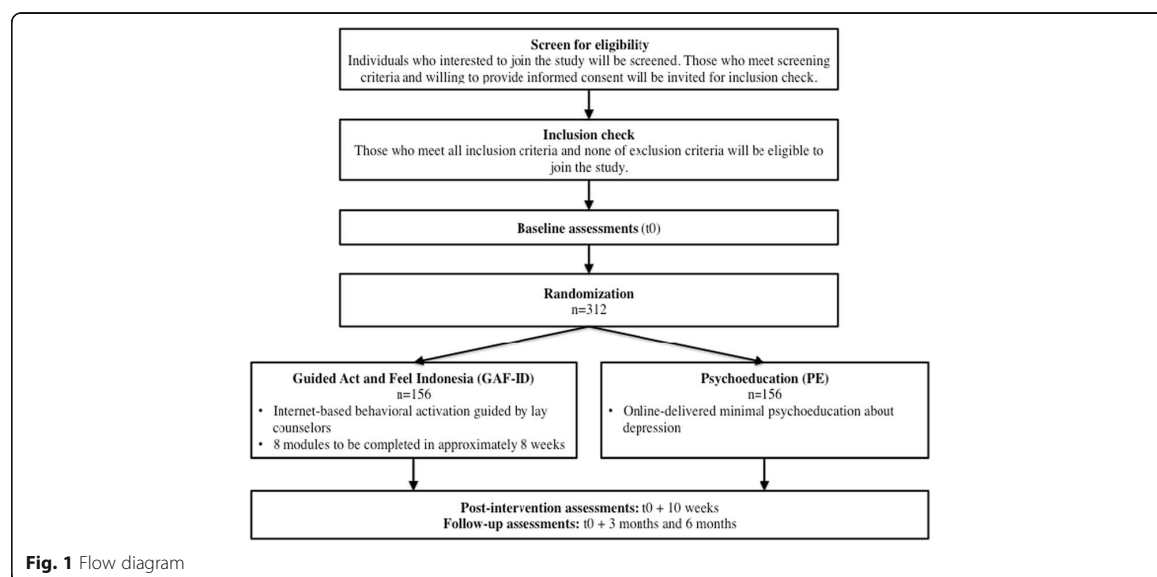 Screen for eligibility
Individuals who interested to join the study will be screened. Those who meet screening
criteria and willing to provide informed consent will be invited for inclusion check.
Inclusion check
Those who meet all inclusion criteria and none of exclusion criteria will be eligible to
join the study.
Baseline assessments (t0)
Randomization
n=312
Guided Act and Feel Indonesia (GAF-ID)
n=156
• Internet-based behavioral activation guided by lay
counselors
• 8 modules to be completed in approximately 8 weeks
Psychoeducation (PE)
n=156
• Online-delivered minimal psychoeducation about
depression
Post-intervention assessments: t0 + 10 weeks
Follow-up assessments: t0 + 3 months and 6 months
Fig. 1 Flow diagram